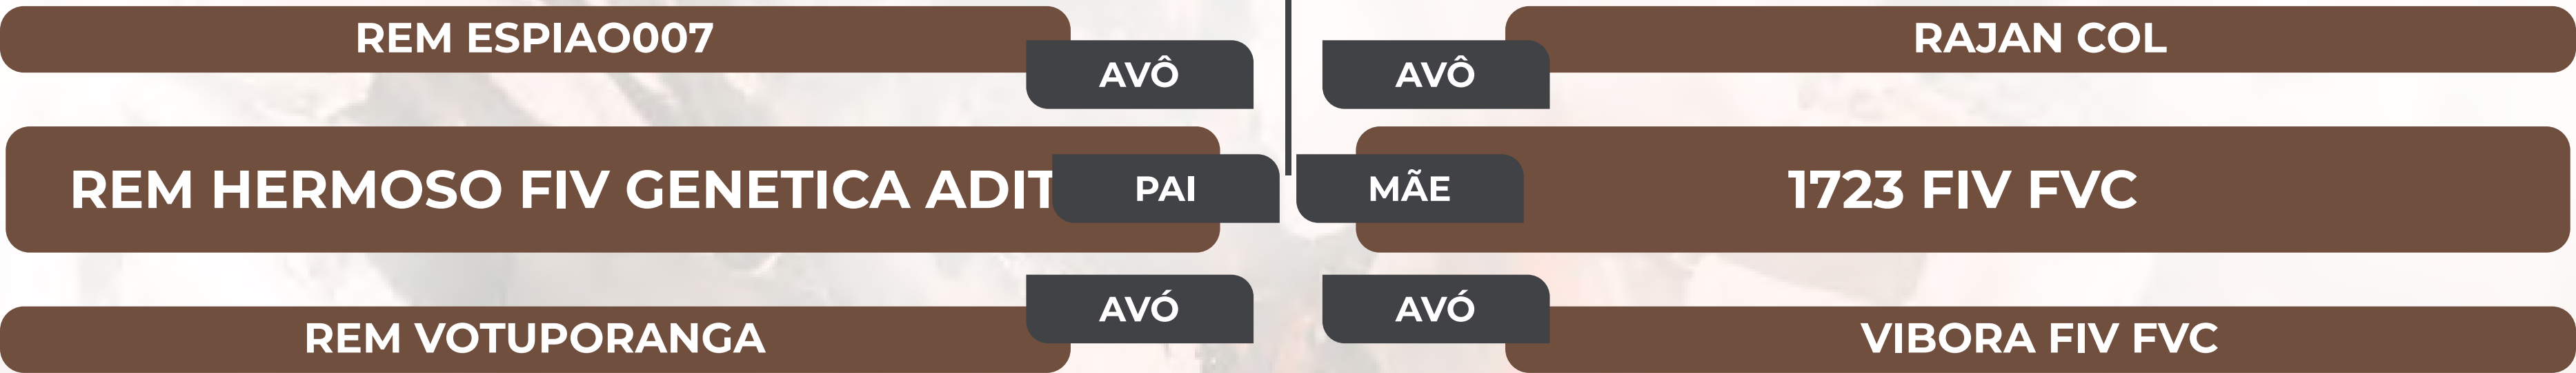 REM ESPIAO007
AVÔ
AVÔ
RAJAN COL
REM HERMOSO FIV GENETICA ADIT
PAI
MÃE
1723 FIV FVC
REM VOTUPORANGA
AVÓ
AVÓ
VIBORA FIV FVC